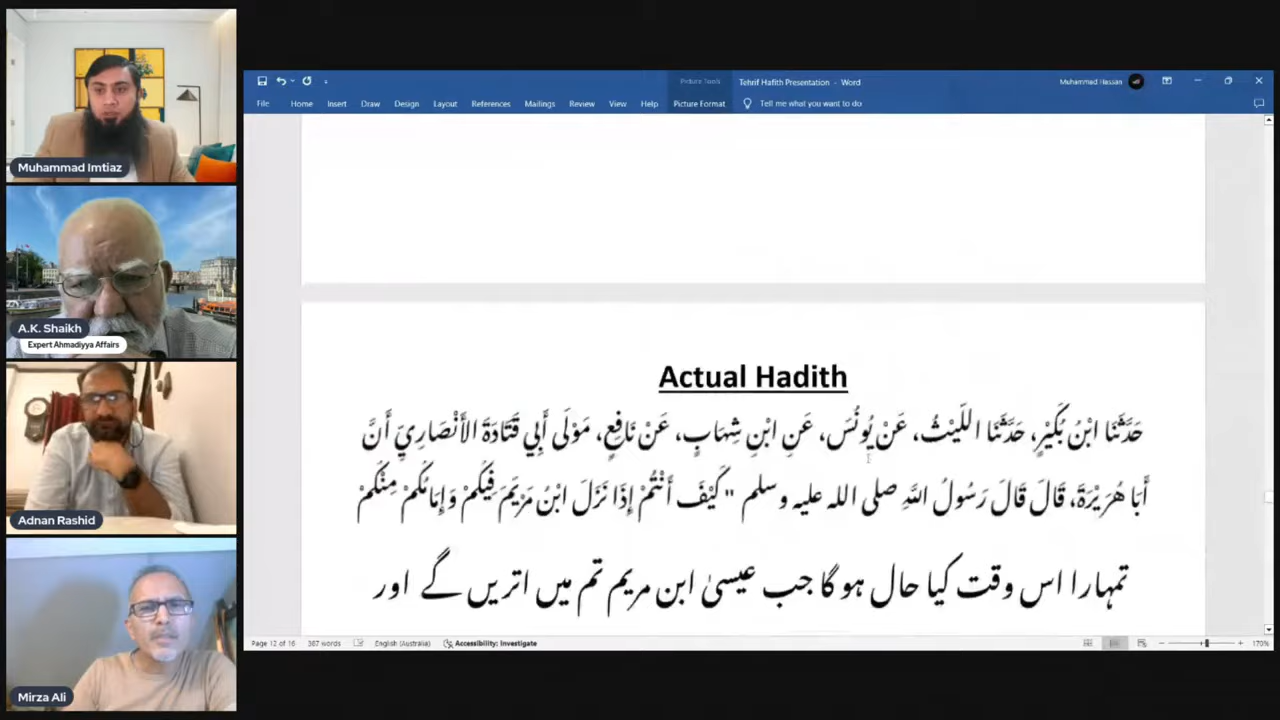 Muhammad Imtiaz
A.K. Shaikh
Expert Ahmadiyya Affairs
Adnan Rashid
Mirza Ali
Picture Tools
Tehrif Hafith Presentation - Word
Muhammed Hassan
File Home Insert Draw Design Layout References Mailings Review View Help Picture Format Tell me what you want to do
Actual Hadith
حَدَّثَنَا ابْنُ بُكَيْرٍ، حَدَّثَنَا اللَّيْثُ، عَنْ يُونُسَ، عَنِ ابْنِ شِهَابٍ، عَنْ نَافِعٍ، مَوْلَى أَبِي قَتَادَةَ الأَنْصَارِيِّ أَنَّ
أَبَا هُرَيْرَةَ، قَالَ قَالَ رَسُولُ اللَّهِ صلى الله عليه وسلم " كَيْفَ أَنْتُمْ إِذَا نَزَلَ ابْنُ مَرْيَمَ فِيكُمْ وَإِمَامُكُمْ مِنْكُمْ
تمہارا اس وقت کیا حال ہو گا جب عیسیٰ ابن مریم تم میں اتریں گے اور
Page 12 of 16 387 words English (Australia) Accessibility: Investigate 170%